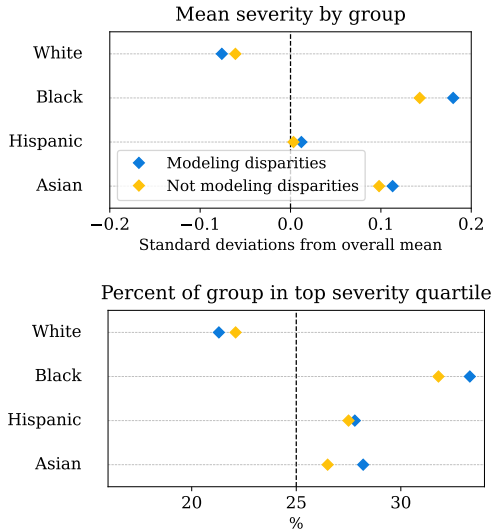 Mean severity by group
White
Black
Hispanic
Asian
Modeling disparities
Not modeling disparities
−0.2 −0.1 0.0 0.1 0.2
Standard deviations from overall mean
Percent of group in top severity quartile
White
Black
Hispanic
Asian
20 25 30
%